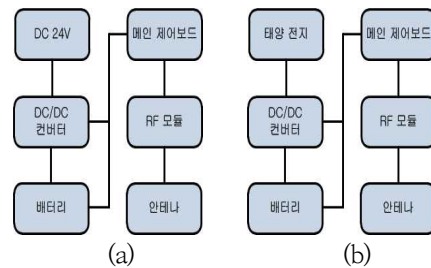 DC 24V
메인 제어보드
DC/DC
컨버터
RF 모듈
배터리
안테나
(a)
태양 전지
메인 제어보드
DC/DC
컨버터
RF 모듈
배터리
안테나
(b)